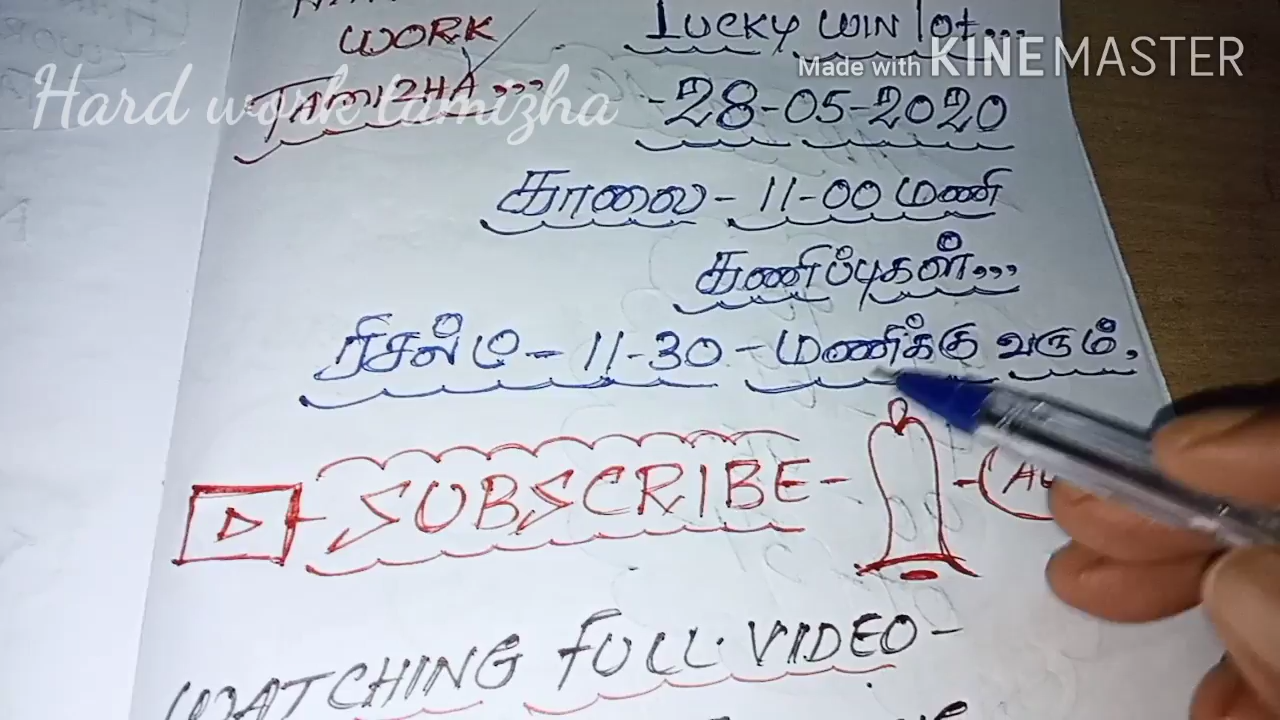 WORK
TAMIZHA,,,
Hard work tamizha
LUCKY WIN lot...
Made with KINEMASTER
-28-05-2020
காலை - 11-00 மணி
கணிப்புகள்,,,
ரிசல்ட் - 11-30 - மணிக்கு வரும்.
SUBSCRIBE -
WATCHING FULL VIDEO -